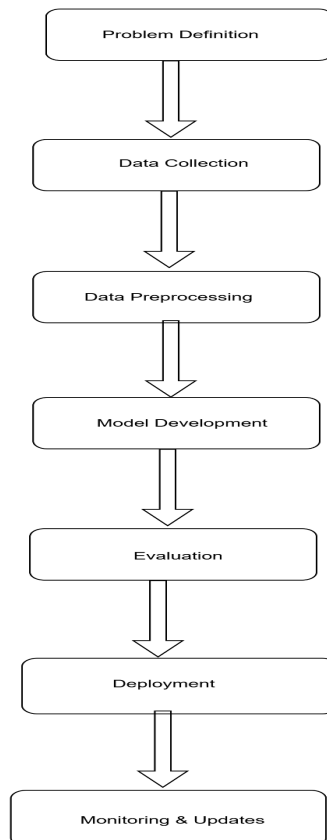 Problem Definition
Data Collection
Data Preprocessing
Model Development
Evaluation
Deployment
Monitoring & Updates